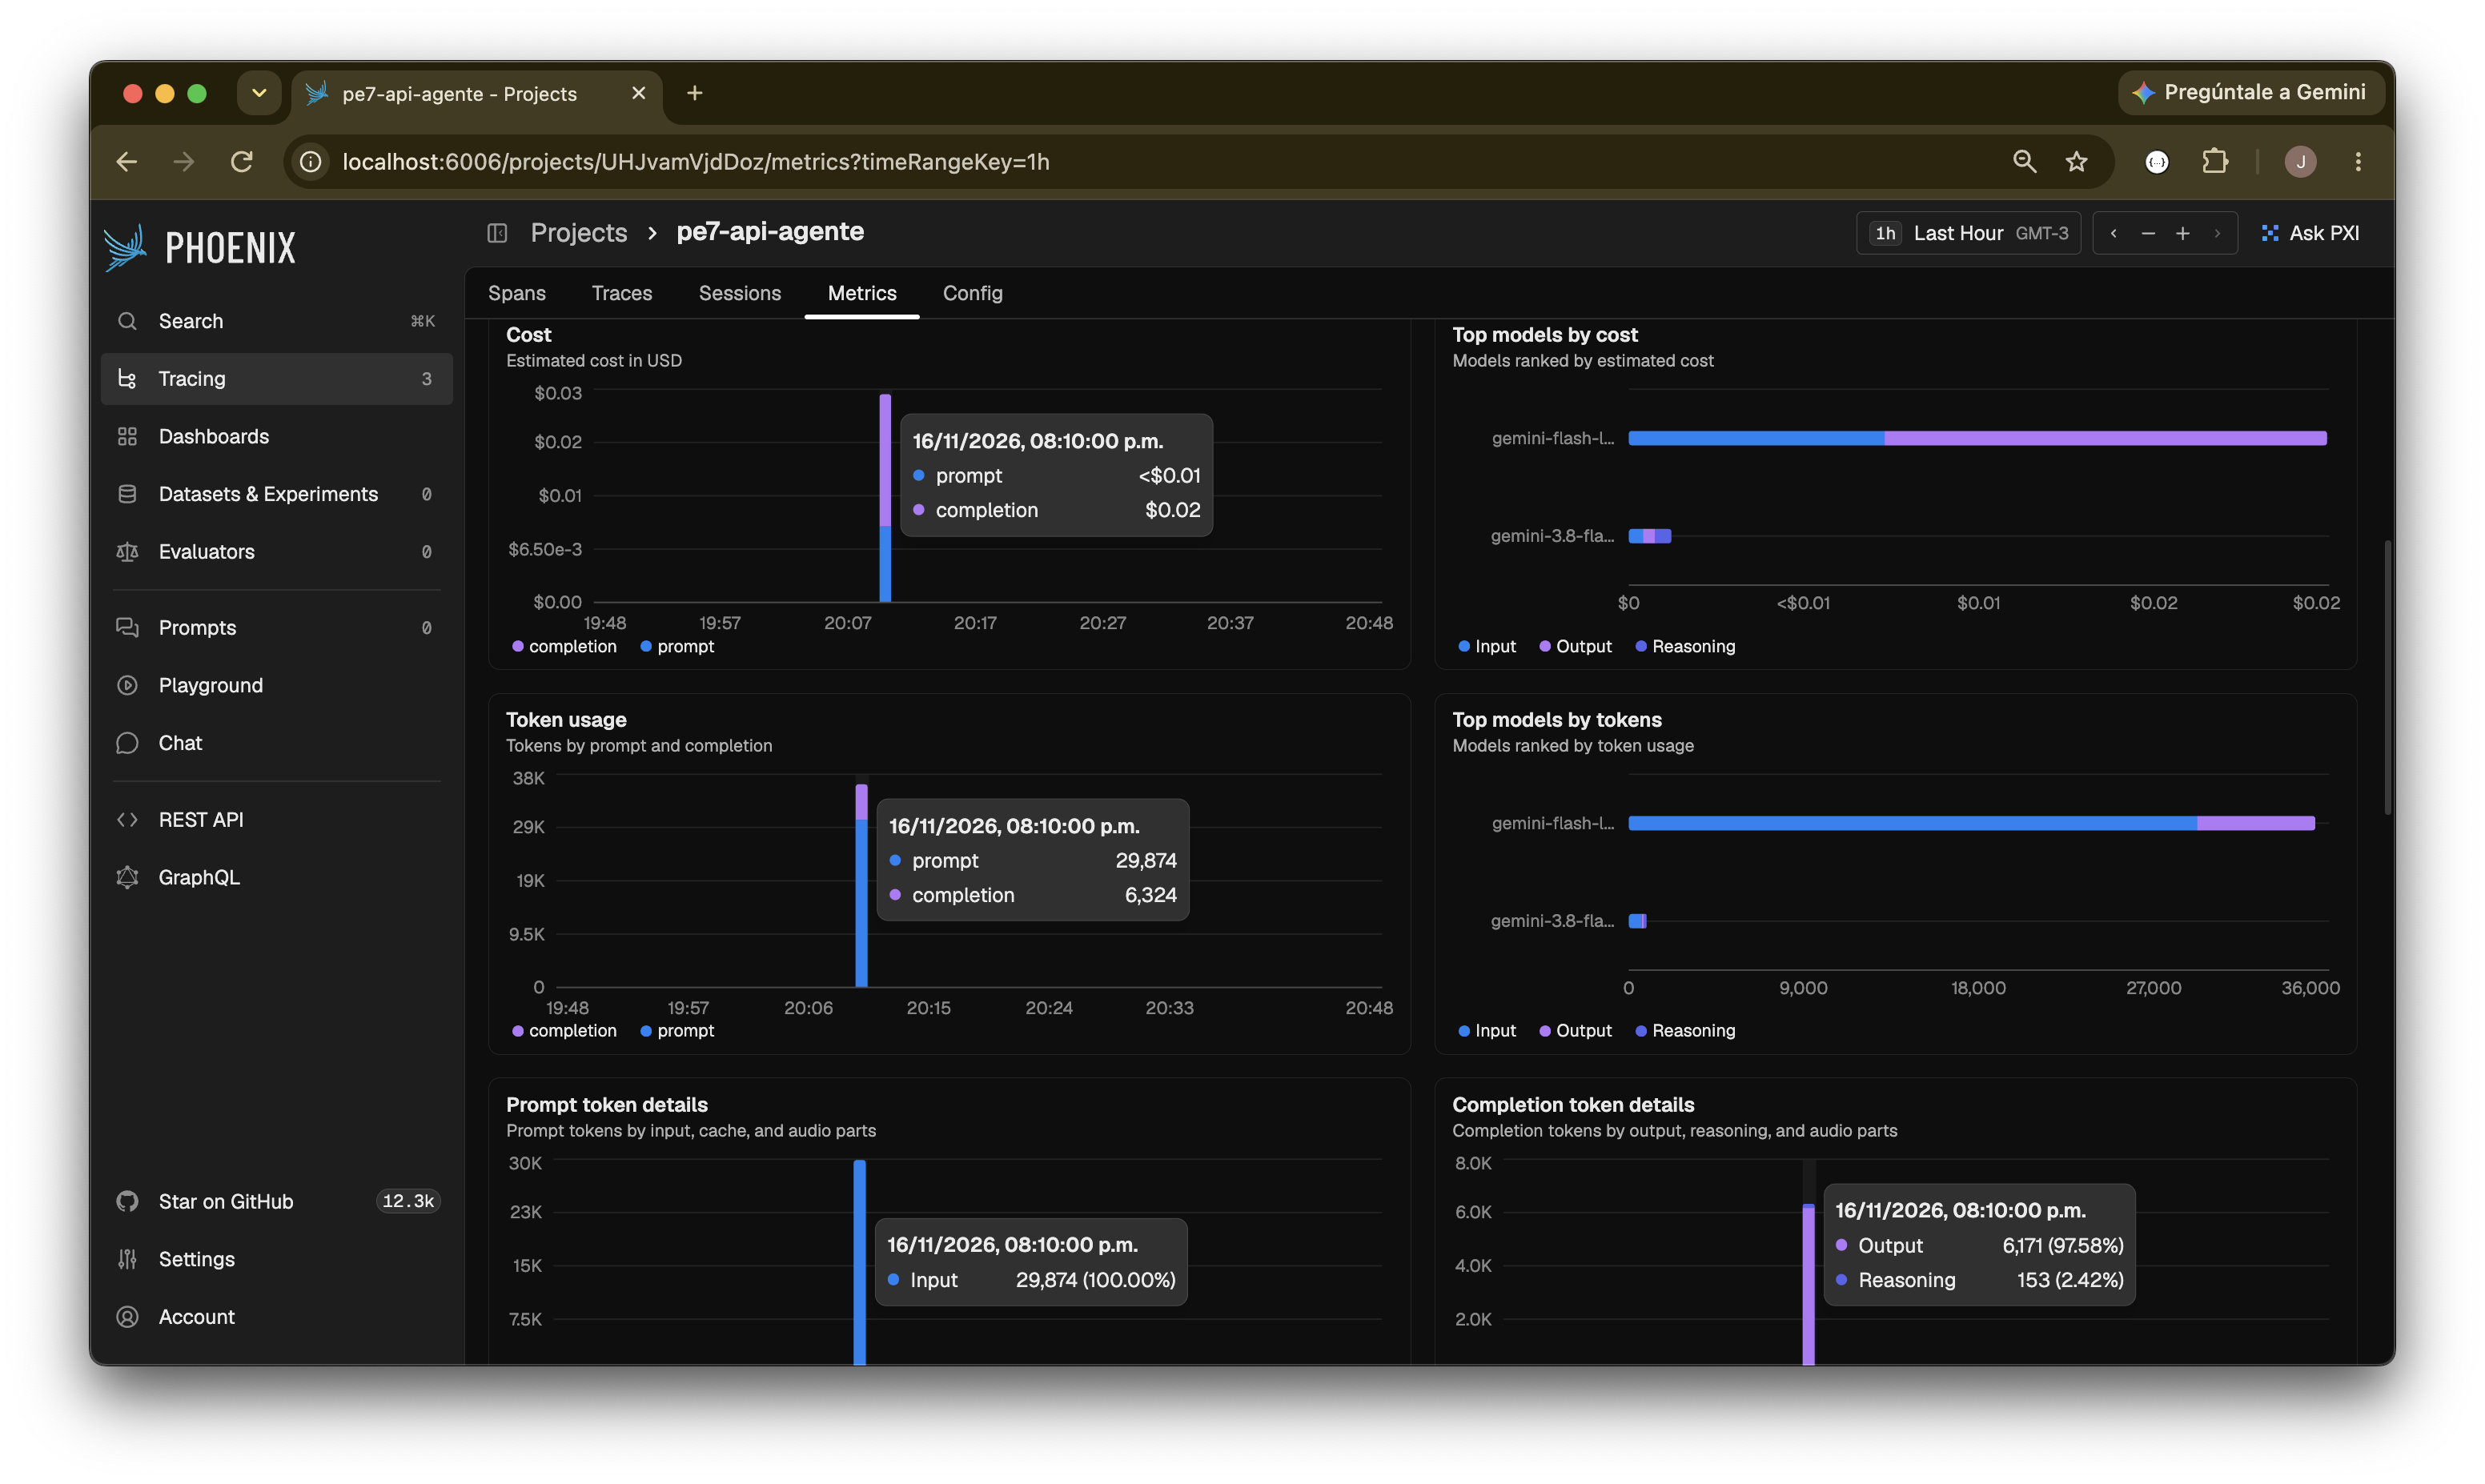 pe7-api-agente - Projects
Pregúntale a Gemini
localhost:6006/projects/UHJvamVjdDoz/metrics?timeRangeKey=1h
J
PHOENIX
Search ⌘K
Tracing 3
Dashboards
Datasets & Experiments 0
Evaluators 0
Prompts 0
Playground
Chat
REST API
GraphQL
Star on GitHub 12.3k
Settings
Account
Projects > pe7-api-agente
1h Last Hour GMT-3
Ask PXI
Spans Traces Sessions Metrics Config
Cost
Estimated cost in USD
$0.03
$0.02
$0.01
$6.50e-3
$0.00
19:48 19:57 20:07 20:17 20:27 20:37 20:48
completion prompt
16/11/2026, 08:10:00 p.m.
prompt <$0.01
completion $0.02
Top models by cost
Models ranked by estimated cost
gemini-flash-l...
gemini-3.8-fla...
$0 <$0.01 $0.01 $0.02 $0.02
Input Output Reasoning
Token usage
Tokens by prompt and completion
38K
29K
19K
9.5K
0
19:48 19:57 20:06 20:15 20:24 20:33 20:48
completion prompt
16/11/2026, 08:10:00 p.m.
prompt 29,874
completion 6,324
Top models by tokens
Models ranked by token usage
gemini-flash-l...
gemini-3.8-fla...
0 9,000 18,000 27,000 36,000
Input Output Reasoning
Prompt token details
Prompt tokens by input, cache, and audio parts
30K
23K
15K
7.5K
16/11/2026, 08:10:00 p.m.
Input 29,874 (100.00%)
Completion token details
Completion tokens by output, reasoning, and audio parts
8.0K
6.0K
4.0K
2.0K
16/11/2026, 08:10:00 p.m.
Output 6,171 (97.58%)
Reasoning 153 (2.42%)